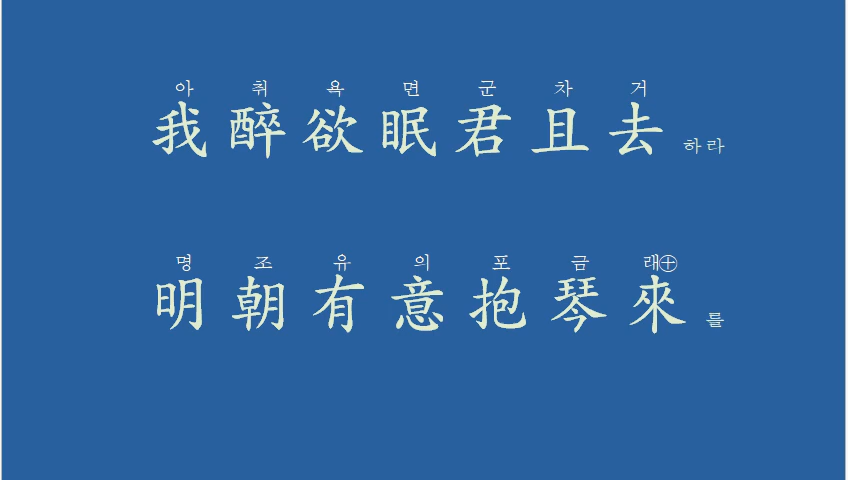 아 취 욕 면 군 차 거
我 醉 欲 眠 君 且 去 하라
명 조 유 의 포 금 래㊉
明 朝 有 意 抱 琴 來 를